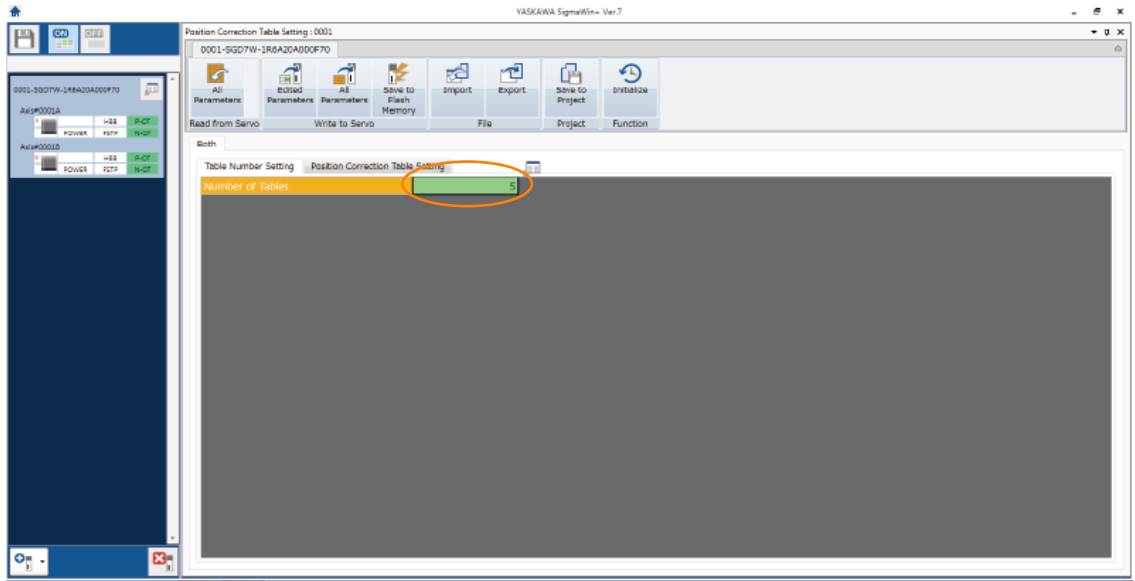 YASKAWA SigmaWin+ Ver.7
ON
OFF
Position Correction Table Setting : 0001
0001-SGD7W-1R6A20A000F70
All Parameters
Edited Parameters
All Parameters
Save to Flash Memory
Import
Export
Save to Project
Initialize
Read from Servo
Write to Servo
File
Project
Function
0001-SGD7W-1R6A20A000F70
Axis#0001A
A
HBB
P-OT
POWER
FSTP
N-OT
Axis#0001B
B
HBB
P-OT
POWER
FSTP
N-OT
Both
Table Number Setting
Position Correction Table Setting
Number of Tables
5